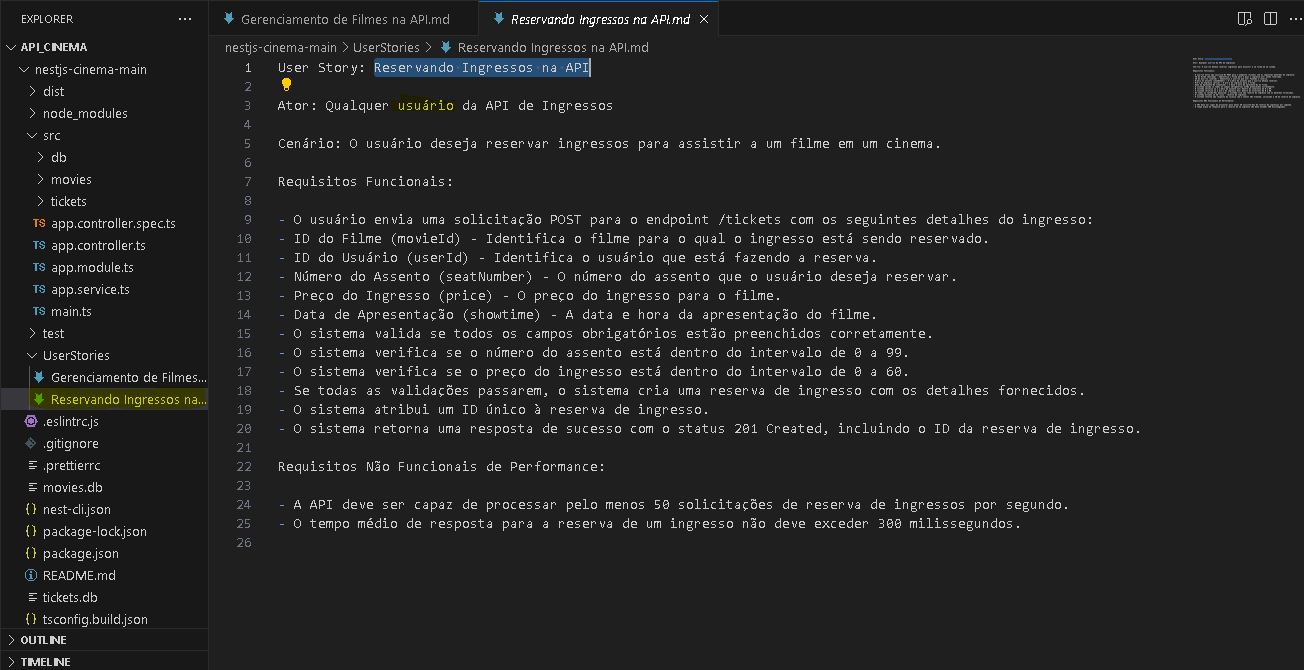 EXPLORER
Gerenciamento de Filmes na API.md
Reservando Ingressos na API.md
API_CINEMA
nestjs-cinema-main
dist
node_modules
src
db
movies
tickets
TS app.controller.spec.ts
TS app.controller.ts
TS app.module.ts
TS app.service.ts
TS main.ts
test
UserStories
Gerenciamento de Filmes...
Reservando Ingressos na...
.eslintrc.js
.gitignore
.prettierrc
movies.db
{} nest-cli.json
{} package-lock.json
{} package.json
README.md
tickets.db
{} tsconfig.build.json
OUTLINE
TIMELINE
nestjs-cinema-main > UserStories > Reservando Ingressos na API.md
1 User Story: Reservando Ingressos na API
2
3 Ator: Qualquer usuário da API de Ingressos
4
5 Cenário: O usuário deseja reservar ingressos para assistir a um filme em um cinema.
6
7 Requisitos Funcionais:
8
9 - O usuário envia uma solicitação POST para o endpoint /tickets com os seguintes detalhes do ingresso:
10 - ID do Filme (movieId) - Identifica o filme para o qual o ingresso está sendo reservado.
11 - ID do Usuário (userId) - Identifica o usuário que está fazendo a reserva.
12 - Número do Assento (seatNumber) - O número do assento que o usuário deseja reservar.
13 - Preço do Ingresso (price) - O preço do ingresso para o filme.
14 - Data de Apresentação (showtime) - A data e hora da apresentação do filme.
15 - O sistema valida se todos os campos obrigatórios estão preenchidos corretamente.
16 - O sistema verifica se o número do assento está dentro do intervalo de 0 a 99.
17 - O sistema verifica se o preço do ingresso está dentro do intervalo de 0 a 60.
18 - Se todas as validações passarem, o sistema cria uma reserva de ingresso com os detalhes fornecidos.
19 - O sistema atribui um ID único à reserva de ingresso.
20 - O sistema retorna uma resposta de sucesso com o status 201 Created, incluindo o ID da reserva de ingresso.
21
22 Requisitos Não Funcionais de Performance:
23
24 - A API deve ser capaz de processar pelo menos 50 solicitações de reserva de ingressos por segundo.
25 - O tempo médio de resposta para a reserva de um ingresso não deve exceder 300 milissegundos.
26